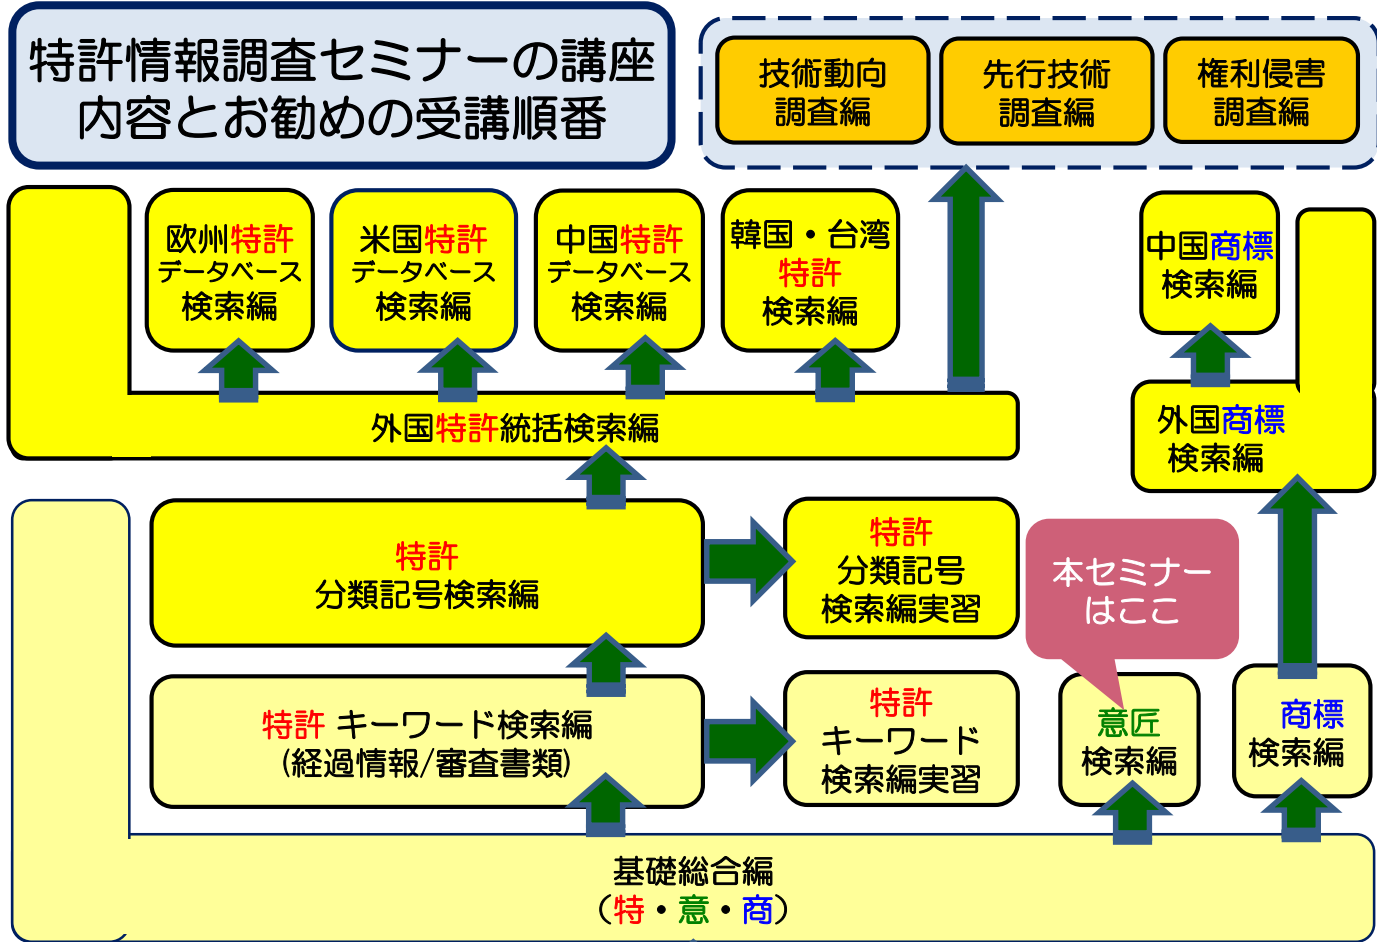 特許情報調査セミナーの講座
内容とお勧めの受講順番
技術動向
調査編
先行技術
調査編
権利侵害
調査編
欧州特許
データベース
検索編
米国特許
データベース
検索編
中国特許
データベース
検索編
韓国・台湾
特許
検索編
中国商標
検索編
外国特許統括検索編
外国商標
検索編
特許
分類記号検索編
特許
分類記号
検索編実習
本セミナー
はここ
特許 キーワード検索編
(経過情報/審査書類)
特許
キーワード
検索編実習
意匠
検索編
商標
検索編
基礎総合編
（特・意・商）